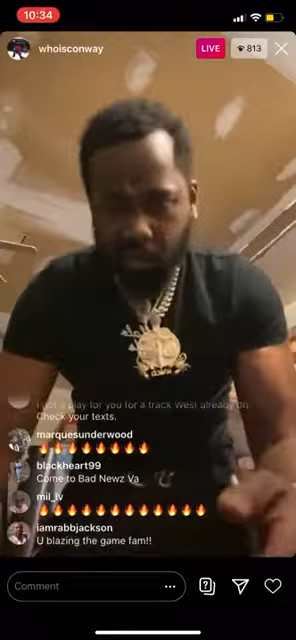 10:34
whoisconway
LIVE
813
I got a play for you for a track West already on
Check your texts.
marquesunderwood
🔥🔥🔥🔥🔥🔥🔥
blackheart99
Come to Bad Newz Va
mil_lv
🔥🔥🔥🔥🔥🔥🔥🔥🔥🔥🔥
iamrabbjackson
U blazing the game fam!!
Comment